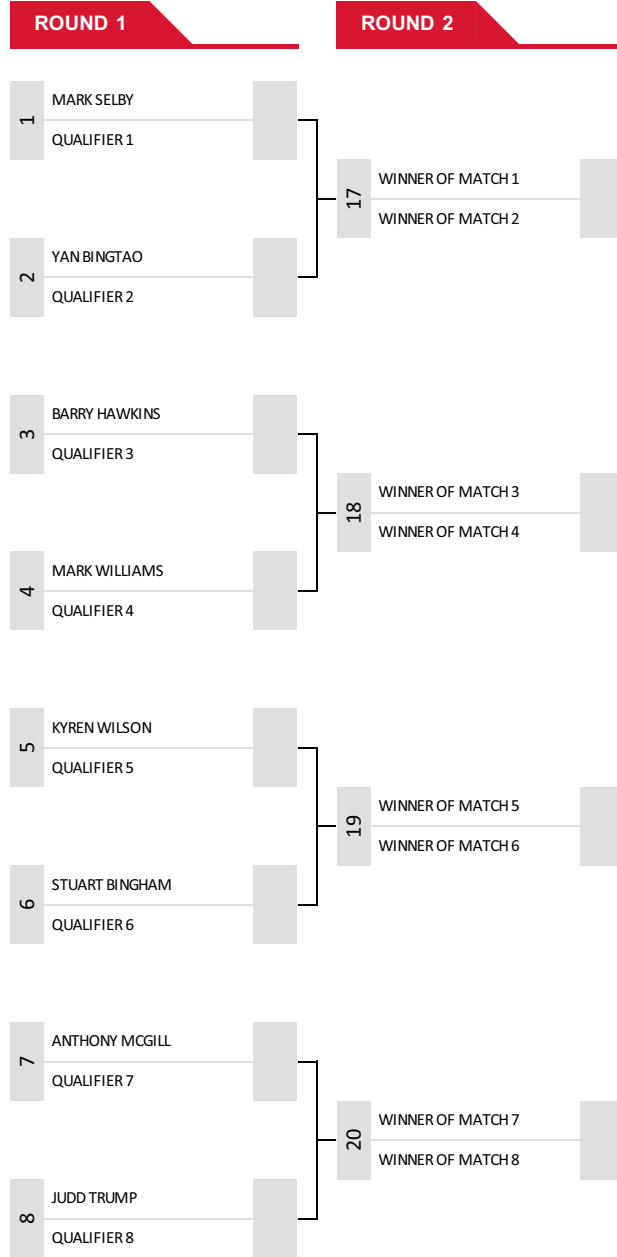 ROUND 1
ROUND 2
1
MARK SELBY
QUALIFIER 1
17
WINNER OF MATCH 1
WINNER OF MATCH 2
2
YAN BINGTAO
QUALIFIER 2
3
BARRY HAWKINS
QUALIFIER 3
18
WINNER OF MATCH 3
WINNER OF MATCH 4
4
MARK WILLIAMS
QUALIFIER 4
5
KYREN WILSON
QUALIFIER 5
19
WINNER OF MATCH 5
WINNER OF MATCH 6
6
STUART BINGHAM
QUALIFIER 6
7
ANTHONY MCGILL
QUALIFIER 7
20
WINNER OF MATCH 7
WINNER OF MATCH 8
8
JUDD TRUMP
QUALIFIER 8